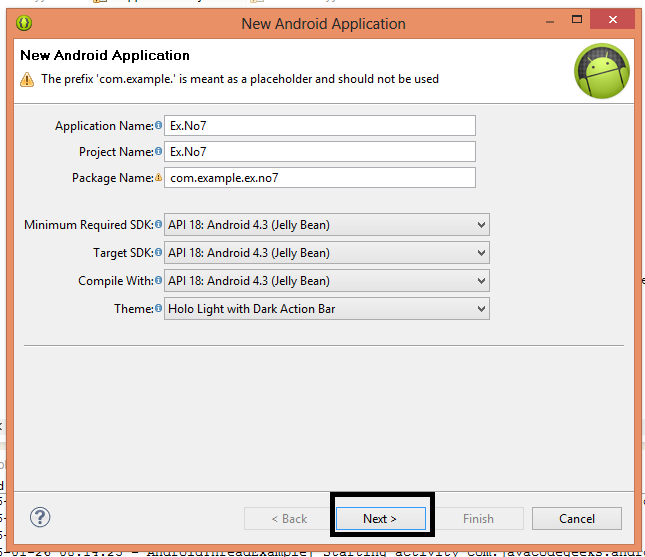 New Android Application
New Android Application
The prefix 'com.example.' is meant as a placeholder and should not be used
Application Name: Ex.No7
Project Name: Ex.No7
Package Name: com.example.ex.no7
Minimum Required SDK: API 18: Android 4.3 (Jelly Bean)
Target SDK: API 18: Android 4.3 (Jelly Bean)
Compile With: API 18: Android 4.3 (Jelly Bean)
Theme: Holo Light with Dark Action Bar
? < Back Next > Finish Cancel